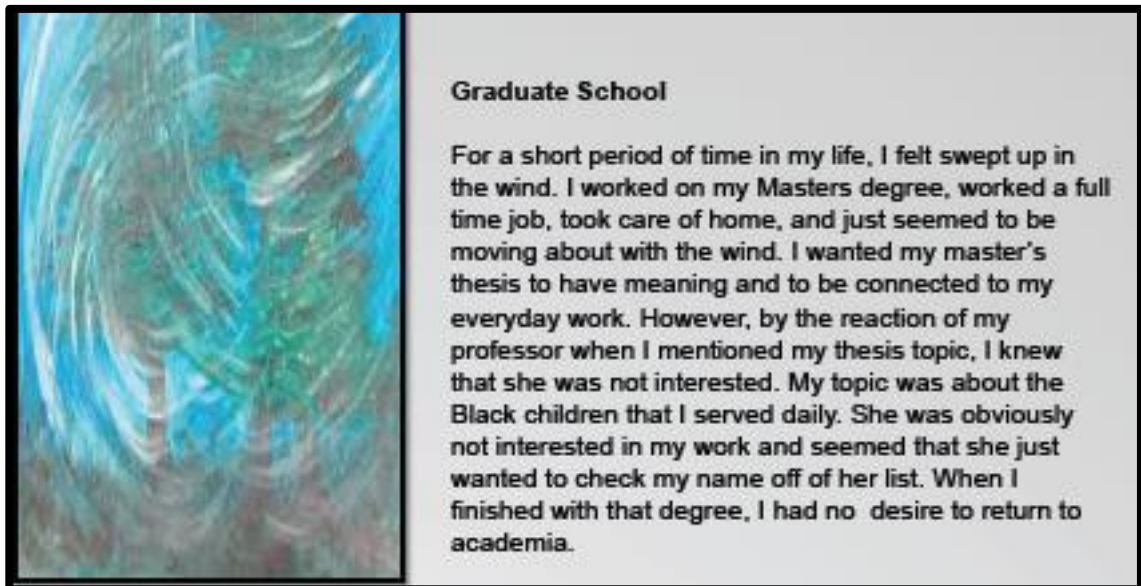 Graduate School
For a short period of time in my life, I felt swept up in
the wind. I worked on my Masters degree, worked a full
time job, took care of home, and just seemed to be
moving about with the wind. I wanted my master's
thesis to have meaning and to be connected to my
everyday work. However, by the reaction of my
professor when I mentioned my thesis topic, I knew
that she was not interested. My topic was about the
Black children that I served daily. She was obviously
not interested in my work and seemed that she just
wanted to check my name off of her list. When I
finished with that degree, I had no desire to return to
academia.